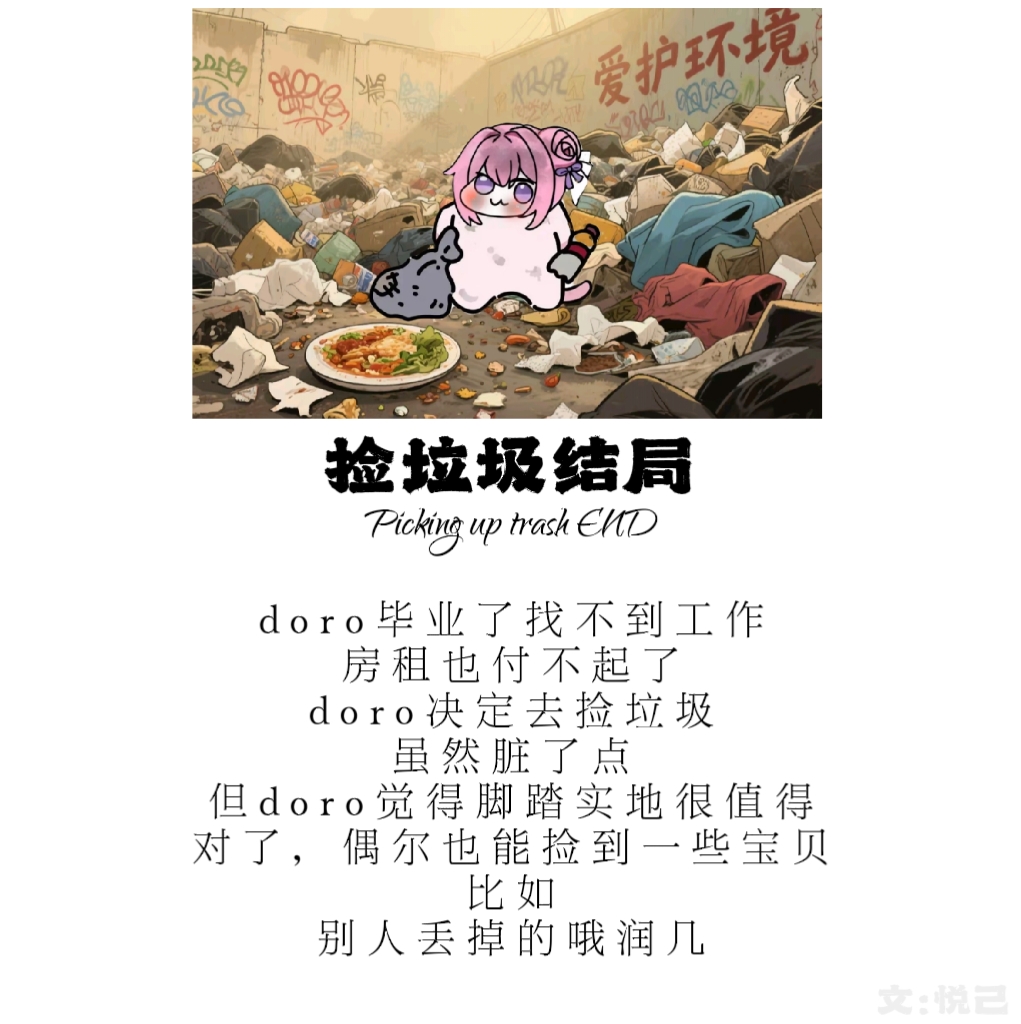 爱护环境
捡垃圾结局
Picking up trash END
doro毕业了找不到工作
房租也付不起了
doro决定去捡垃圾
虽然脏了点
但doro觉得脚踏实地很值得
对了，偶尔也能捡到一些宝贝
比如
别人丢掉的哦润几
文:悦己